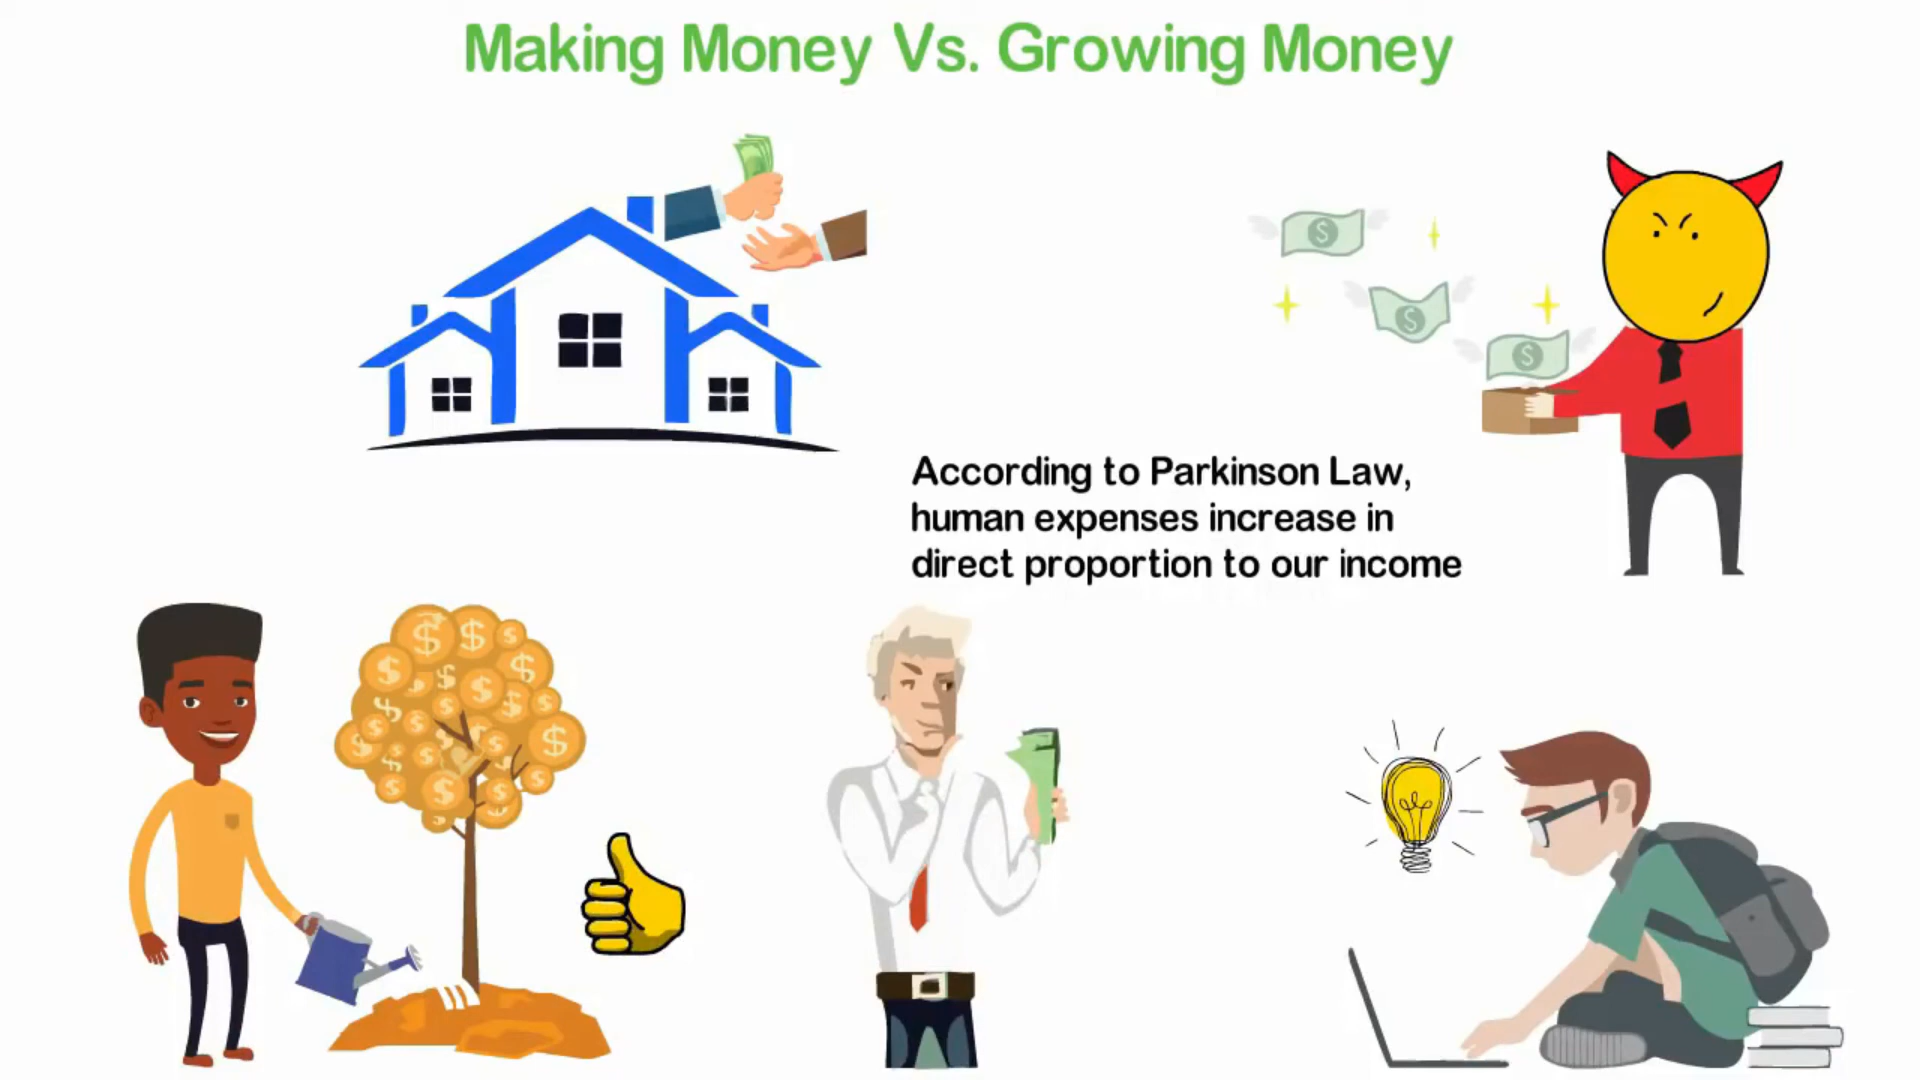 Making Money Vs. Growing Money
According to Parkinson Law,
human expenses increase in
direct proportion to our income